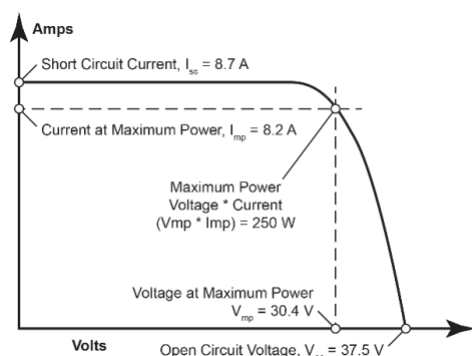 Amps
Short Circuit Current, Isc = 8.7 A
Current at Maximum Power, Imp = 8.2 A
Maximum Power
Voltage * Current
(Vmp * Imp) = 250 W
Voltage at Maximum Power
Vmp = 30.4 V
Volts
Open Circuit Voltage, = 37.5 V